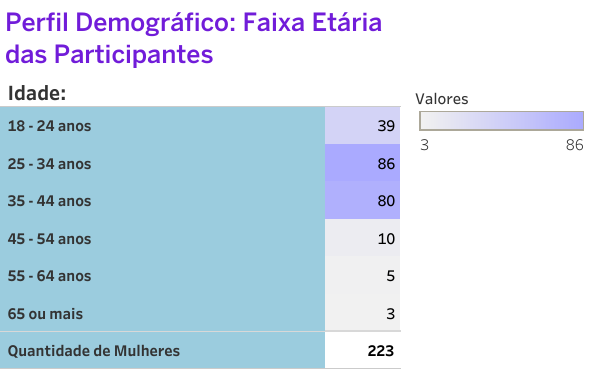 Perfil Demográfico: Faixa Etária
das Participantes
Idade:
18 - 24 anos 39
25 - 34 anos 86
35 - 44 anos 80
45 - 54 anos 10
55 - 64 anos 5
65 ou mais 3
Quantidade de Mulheres 223
Valores
3 86